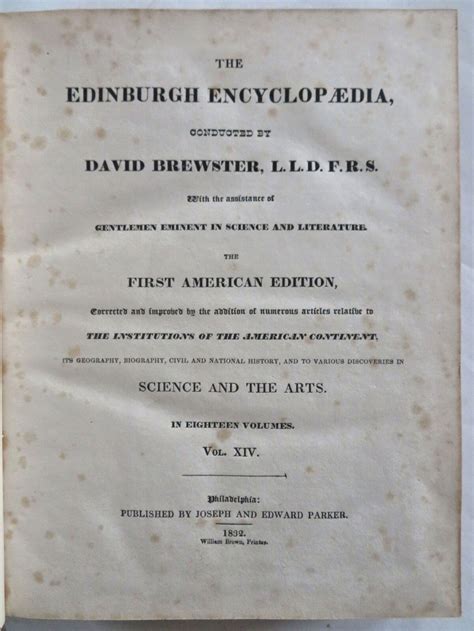 THE
EDINBURGH ENCYCLOPÆDIA,
CONDUCTED BY
DAVID BREWSTER, L.L.D. F.R.S.
With the assistance of
GENTLEMEN EMINENT IN SCIENCE AND LITERATURE.
THE
FIRST AMERICAN EDITION,
Corrected and improved by the addition of numerous articles relative to
THE INSTITUTIONS OF THE AMERICAN CONTINENT,
ITS GEOGRAPHY, BIOGRAPHY, CIVIL AND NATIONAL HISTORY, AND TO VARIOUS DISCOVERIES IN
SCIENCE AND THE ARTS.
IN EIGHTEEN VOLUMES.
VOL. XIV.
Philadelphia:
PUBLISHED BY JOSEPH AND EDWARD PARKER.
1832.
William Brown, Printer.